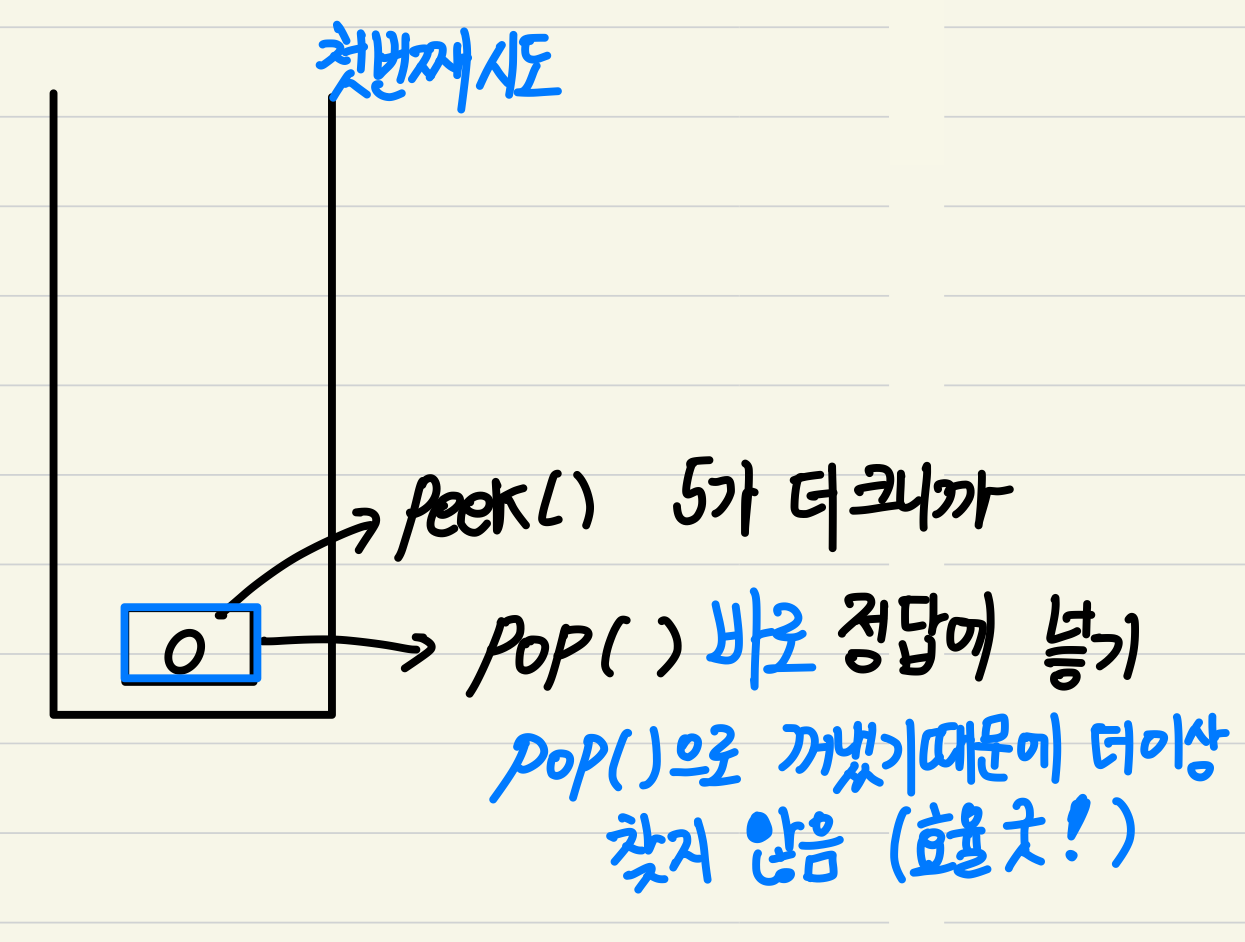 첫번째 시도
peek() 5가 더 크니까
0
pop() 바로 정답에 넣기
pop()으로 꺼냈기때문에 더이상
찾지 않음 (효율 굿!)